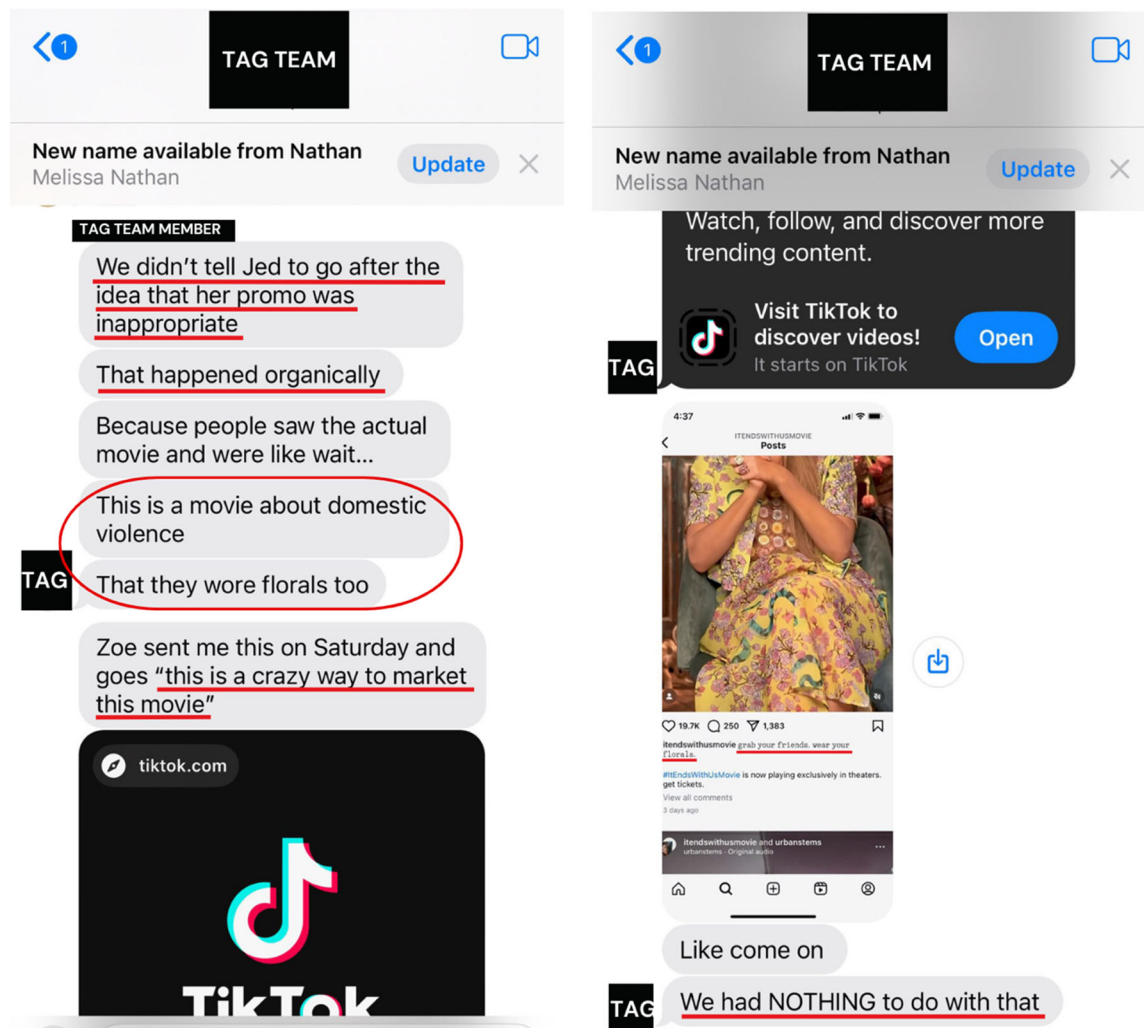 1
TAG TEAM
New name available from Nathan
Melissa Nathan
Update
TAG TEAM MEMBER
We didn’t tell Jed to go after the
idea that her promo was
inappropriate
That happened organically
Because people saw the actual
movie and were like wait...
This is a movie about domestic
violence
That they wore florals too
TAG
Zoe sent me this on Saturday and
goes “this is a crazy way to market
this movie”
tiktok.com
TikTok
1
TAG TEAM
New name available from Nathan
Melissa Nathan
Update
Watch, follow, and discover more
trending content.
Visit TikTok to
discover videos!
It starts on TikTok
Open
TAG
4:37
ITENDSWITHUSMOVIE
Posts
19.7K 250 1,383
itendswithusmovie grab your friends. wear your
florals.
#ItEndsWithUsMovie is now playing exclusively in theaters.
get tickets.
View all comments
3 days ago
itendswithusmovie and urbanstems
urbanstems - Original audio
Like come on
We had NOTHING to do with that
TAG